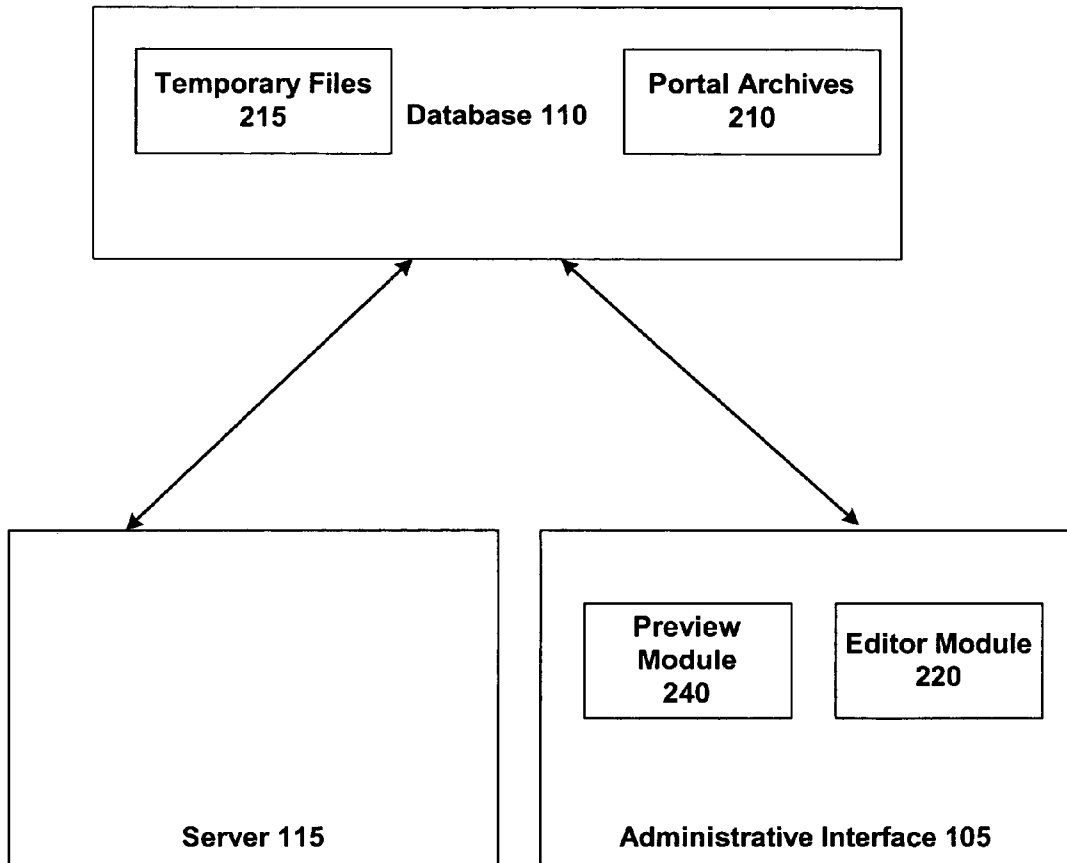 Temporary Files
215
Database 110
Portal Archives
210
Preview
Module
240
Editor Module
220
Server 115
Administrative Interface 105